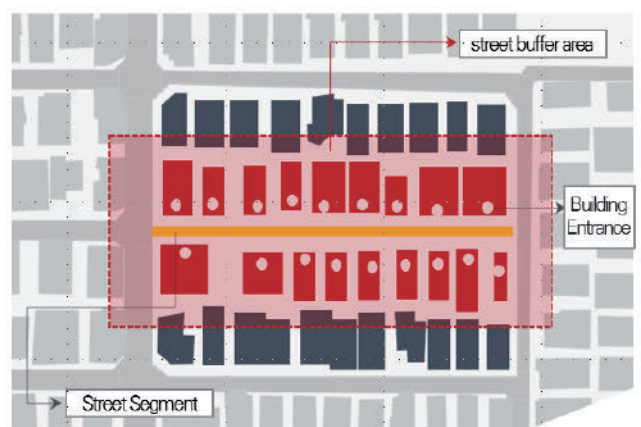 street buffer area
Building
Entrance
Street Segment